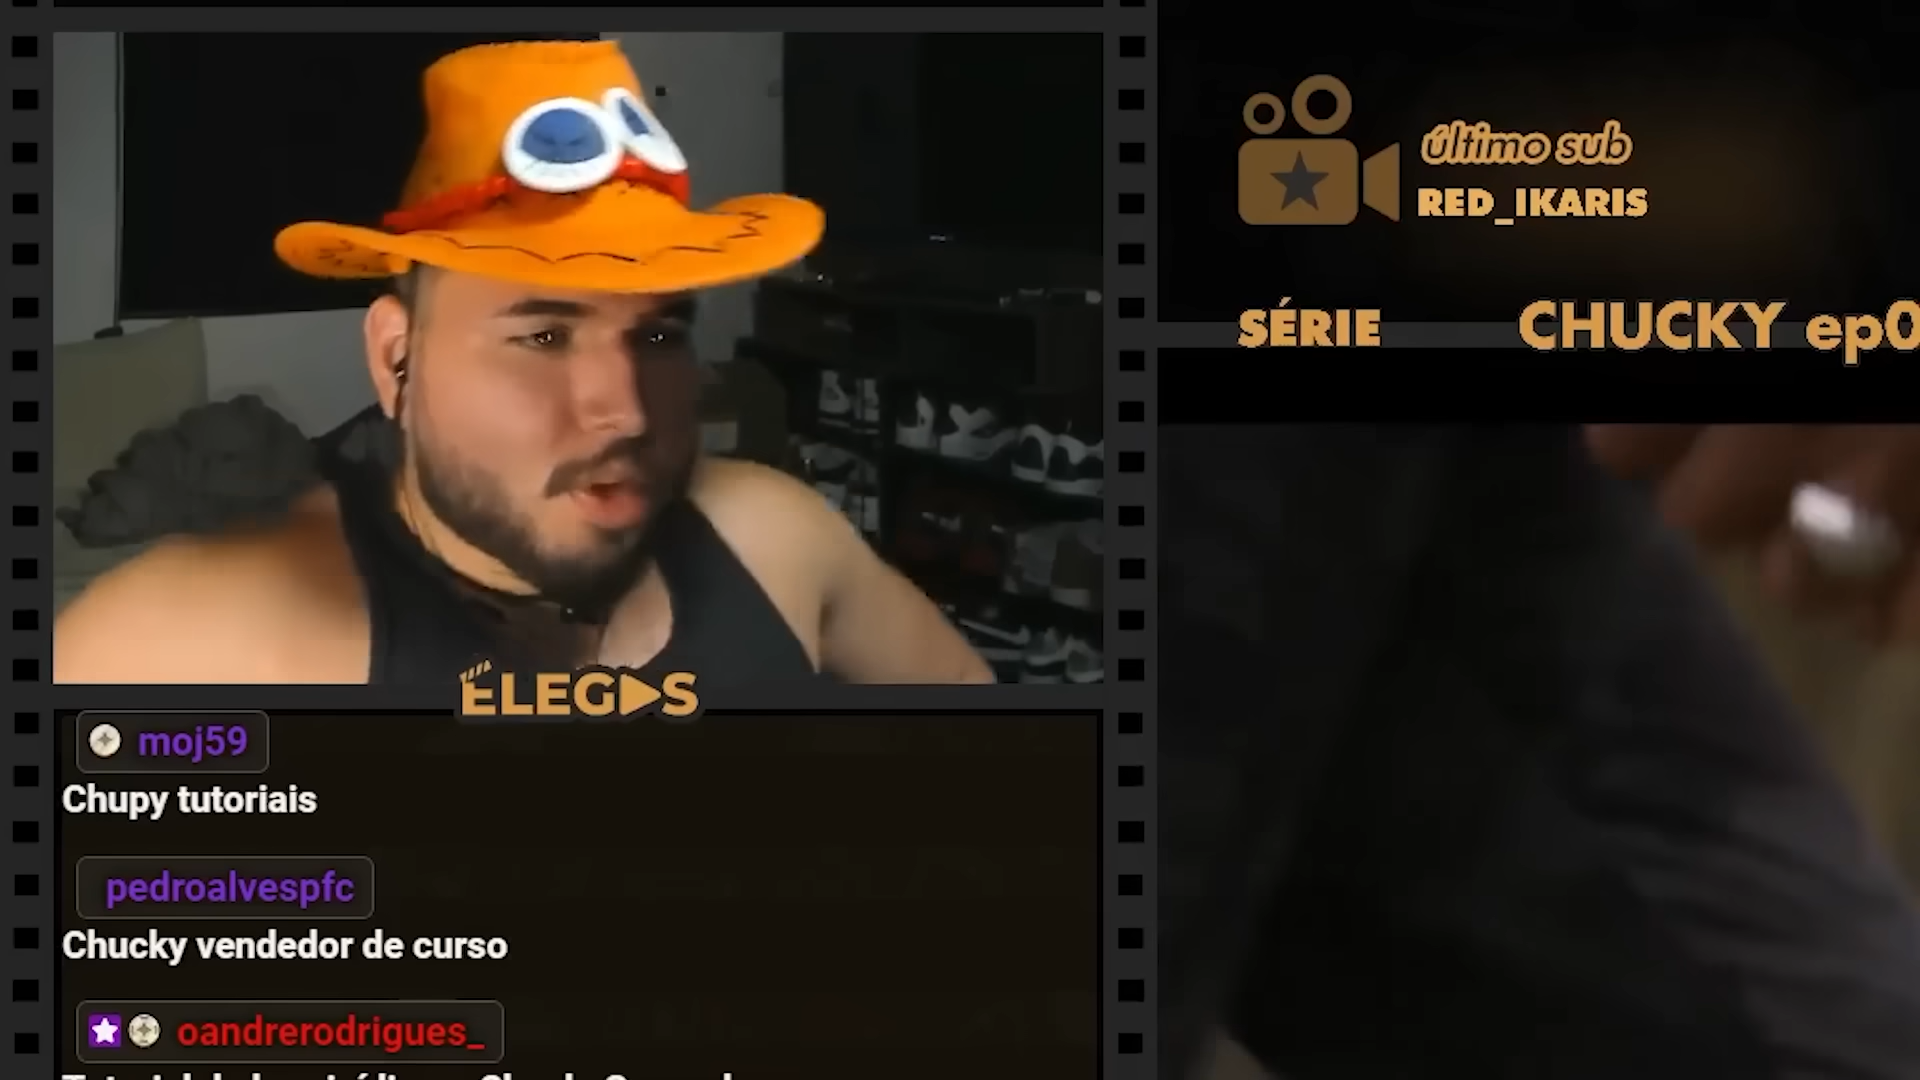 último sub
RED_IKARIS
SÉRIE CHUCKY ep0
ELEGOS
moj59
Chupy tutoriais
pedroalvespfc
Chucky vendedor de curso
oandrerodrigues_